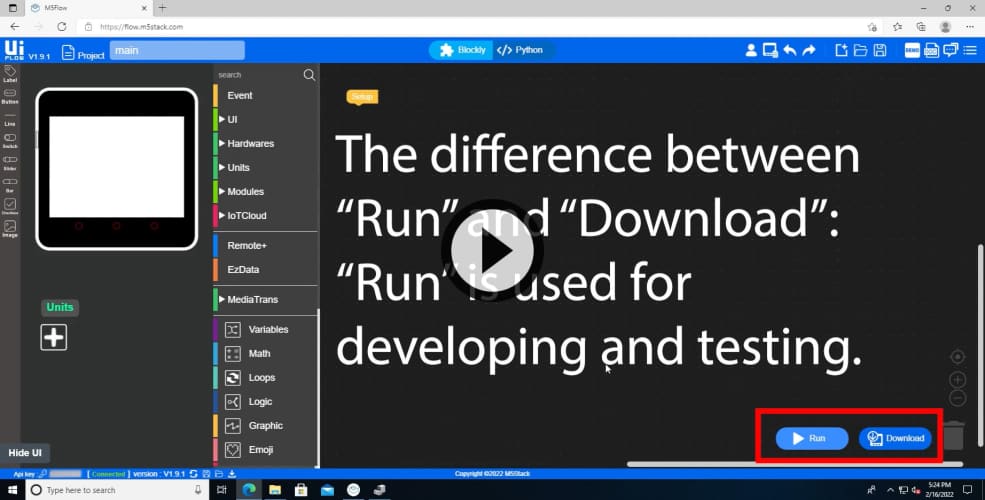 M5Flow
https://flow.m5stack.com
Ui
FLOW
V1.9.1
Project
main
Blockly
</> Python
DEMO
DOC
Label
Button
Line
Switch
Slider
Bar
Checkbox
Image
Units
Hide UI
search
Event
UI
Hardwares
Units
Modules
IoTCloud
Remote+
EzData
MediaTrans
Variables
Math
Loops
Logic
Graphic
Emoji
Setup
The difference between
“Run” and “Download”:
“Run” is used for
developing and testing.
Run
Download
Api key :
[ Connected ] version : V1.9.1
Copyright ©2022 M5Stack
Type here to search
5:24 PM
2/16/2022